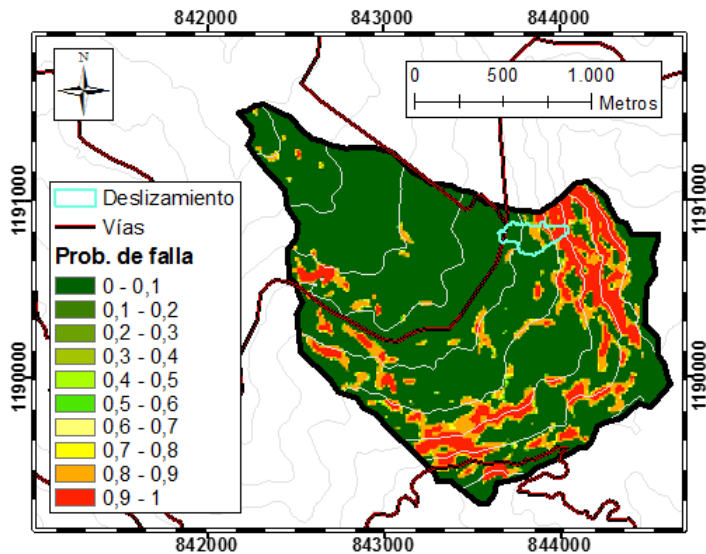 842000 843000 844000
N
0 500 1.000
Metros
1191000
1191000
Deslizamiento
Vías
Prob. de falla
0 - 0,1
0,1 - 0,2
0,2 - 0,3
0,3 - 0,4
0,4 - 0,5
0,5 - 0,6
0,6 - 0,7
0,7 - 0,8
0,8 - 0,9
0,9 - 1
1190000
1190000
842000 843000 844000